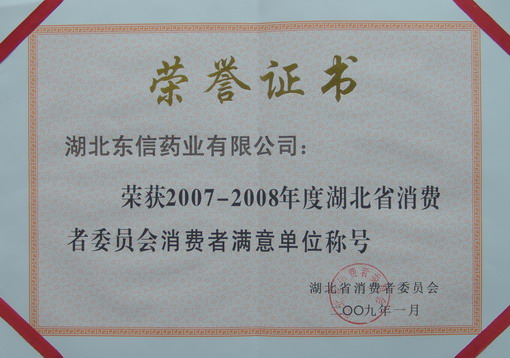 荣誉证书
湖北东信药业有限公司：
荣获2007-2008年度湖北省消费
者委员会消费者满意单位称号
湖北省消费者委员会
二〇〇九年一月